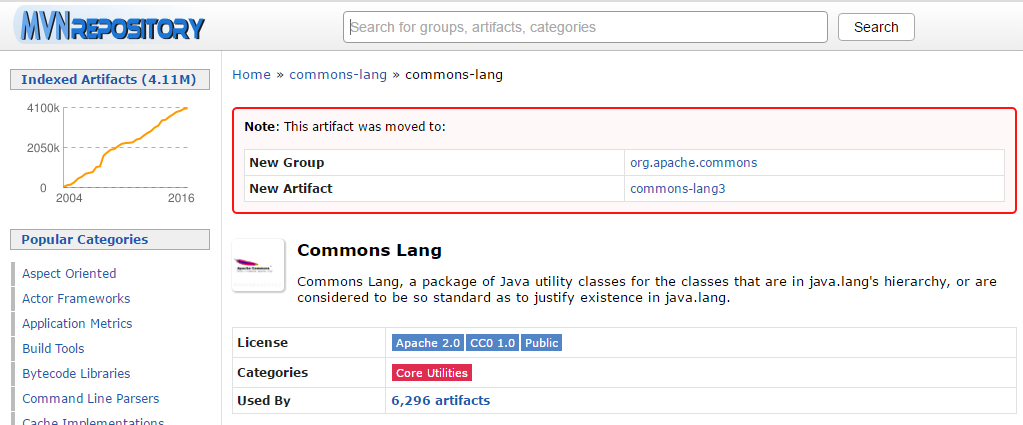 MVNREPOSITORY
Search for groups, artifacts, categories
Search
Indexed Artifacts (4.11M)
4100k
2050k
0
2004 2016
Popular Categories
Aspect Oriented
Actor Frameworks
Application Metrics
Build Tools
Bytecode Libraries
Command Line Parsers
Cache Implementations
Home » commons-lang » commons-lang
Note: This artifact was moved to:
New Group org.apache.commons
New Artifact commons-lang3
Apache Commons
Commons Lang
Commons Lang, a package of Java utility classes for the classes that are in java.lang's hierarchy, or are
considered to be so standard as to justify existence in java.lang.
License Apache 2.0 CC0 1.0 Public
Categories Core Utilities
Used By 6,296 artifacts